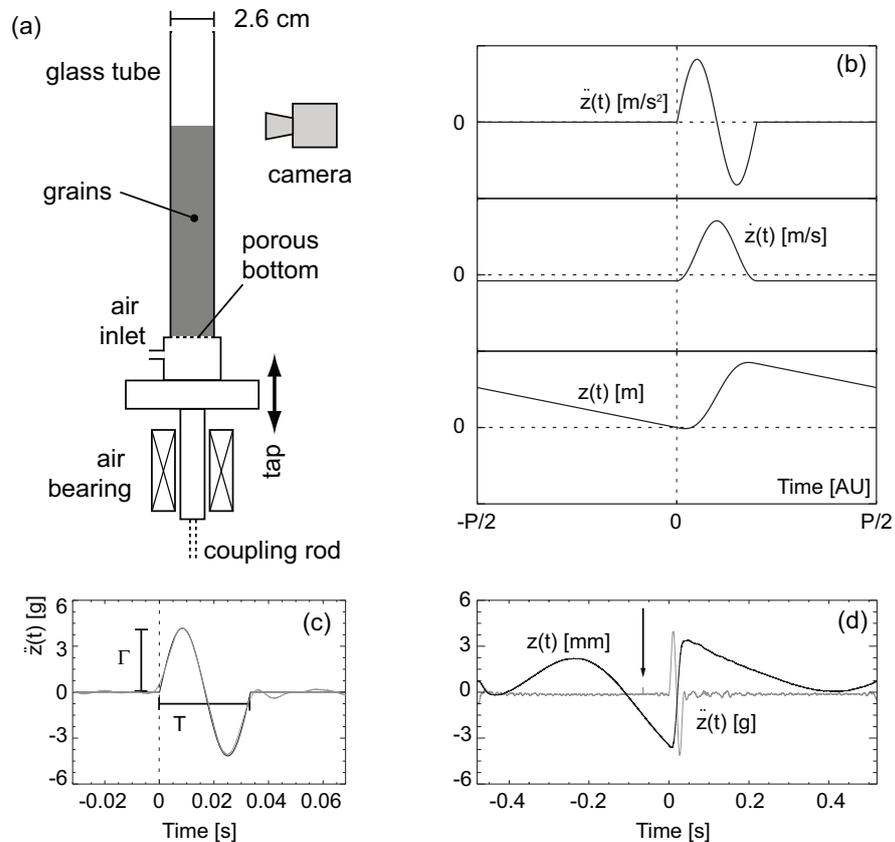 (a)
2.6 cm
glass tube
camera
grains
porous
bottom
air
inlet
tap
air
bearing
coupling rod
(b)
z̈(t) [m/s²]
0
ż(t) [m/s]
0
z(t) [m]
0
Time [AU]
-P/2 0 P/2
(c)
z̈(t) [g]
6
3
0
-3
-6
Γ
T
-0.02 0 0.02 0.04 0.06
Time [s]
(d)
6
3
0
-3
-6
z(t) [mm]
z̈(t) [g]
-0.4 -0.2 0 0.2 0.4
Time [s]